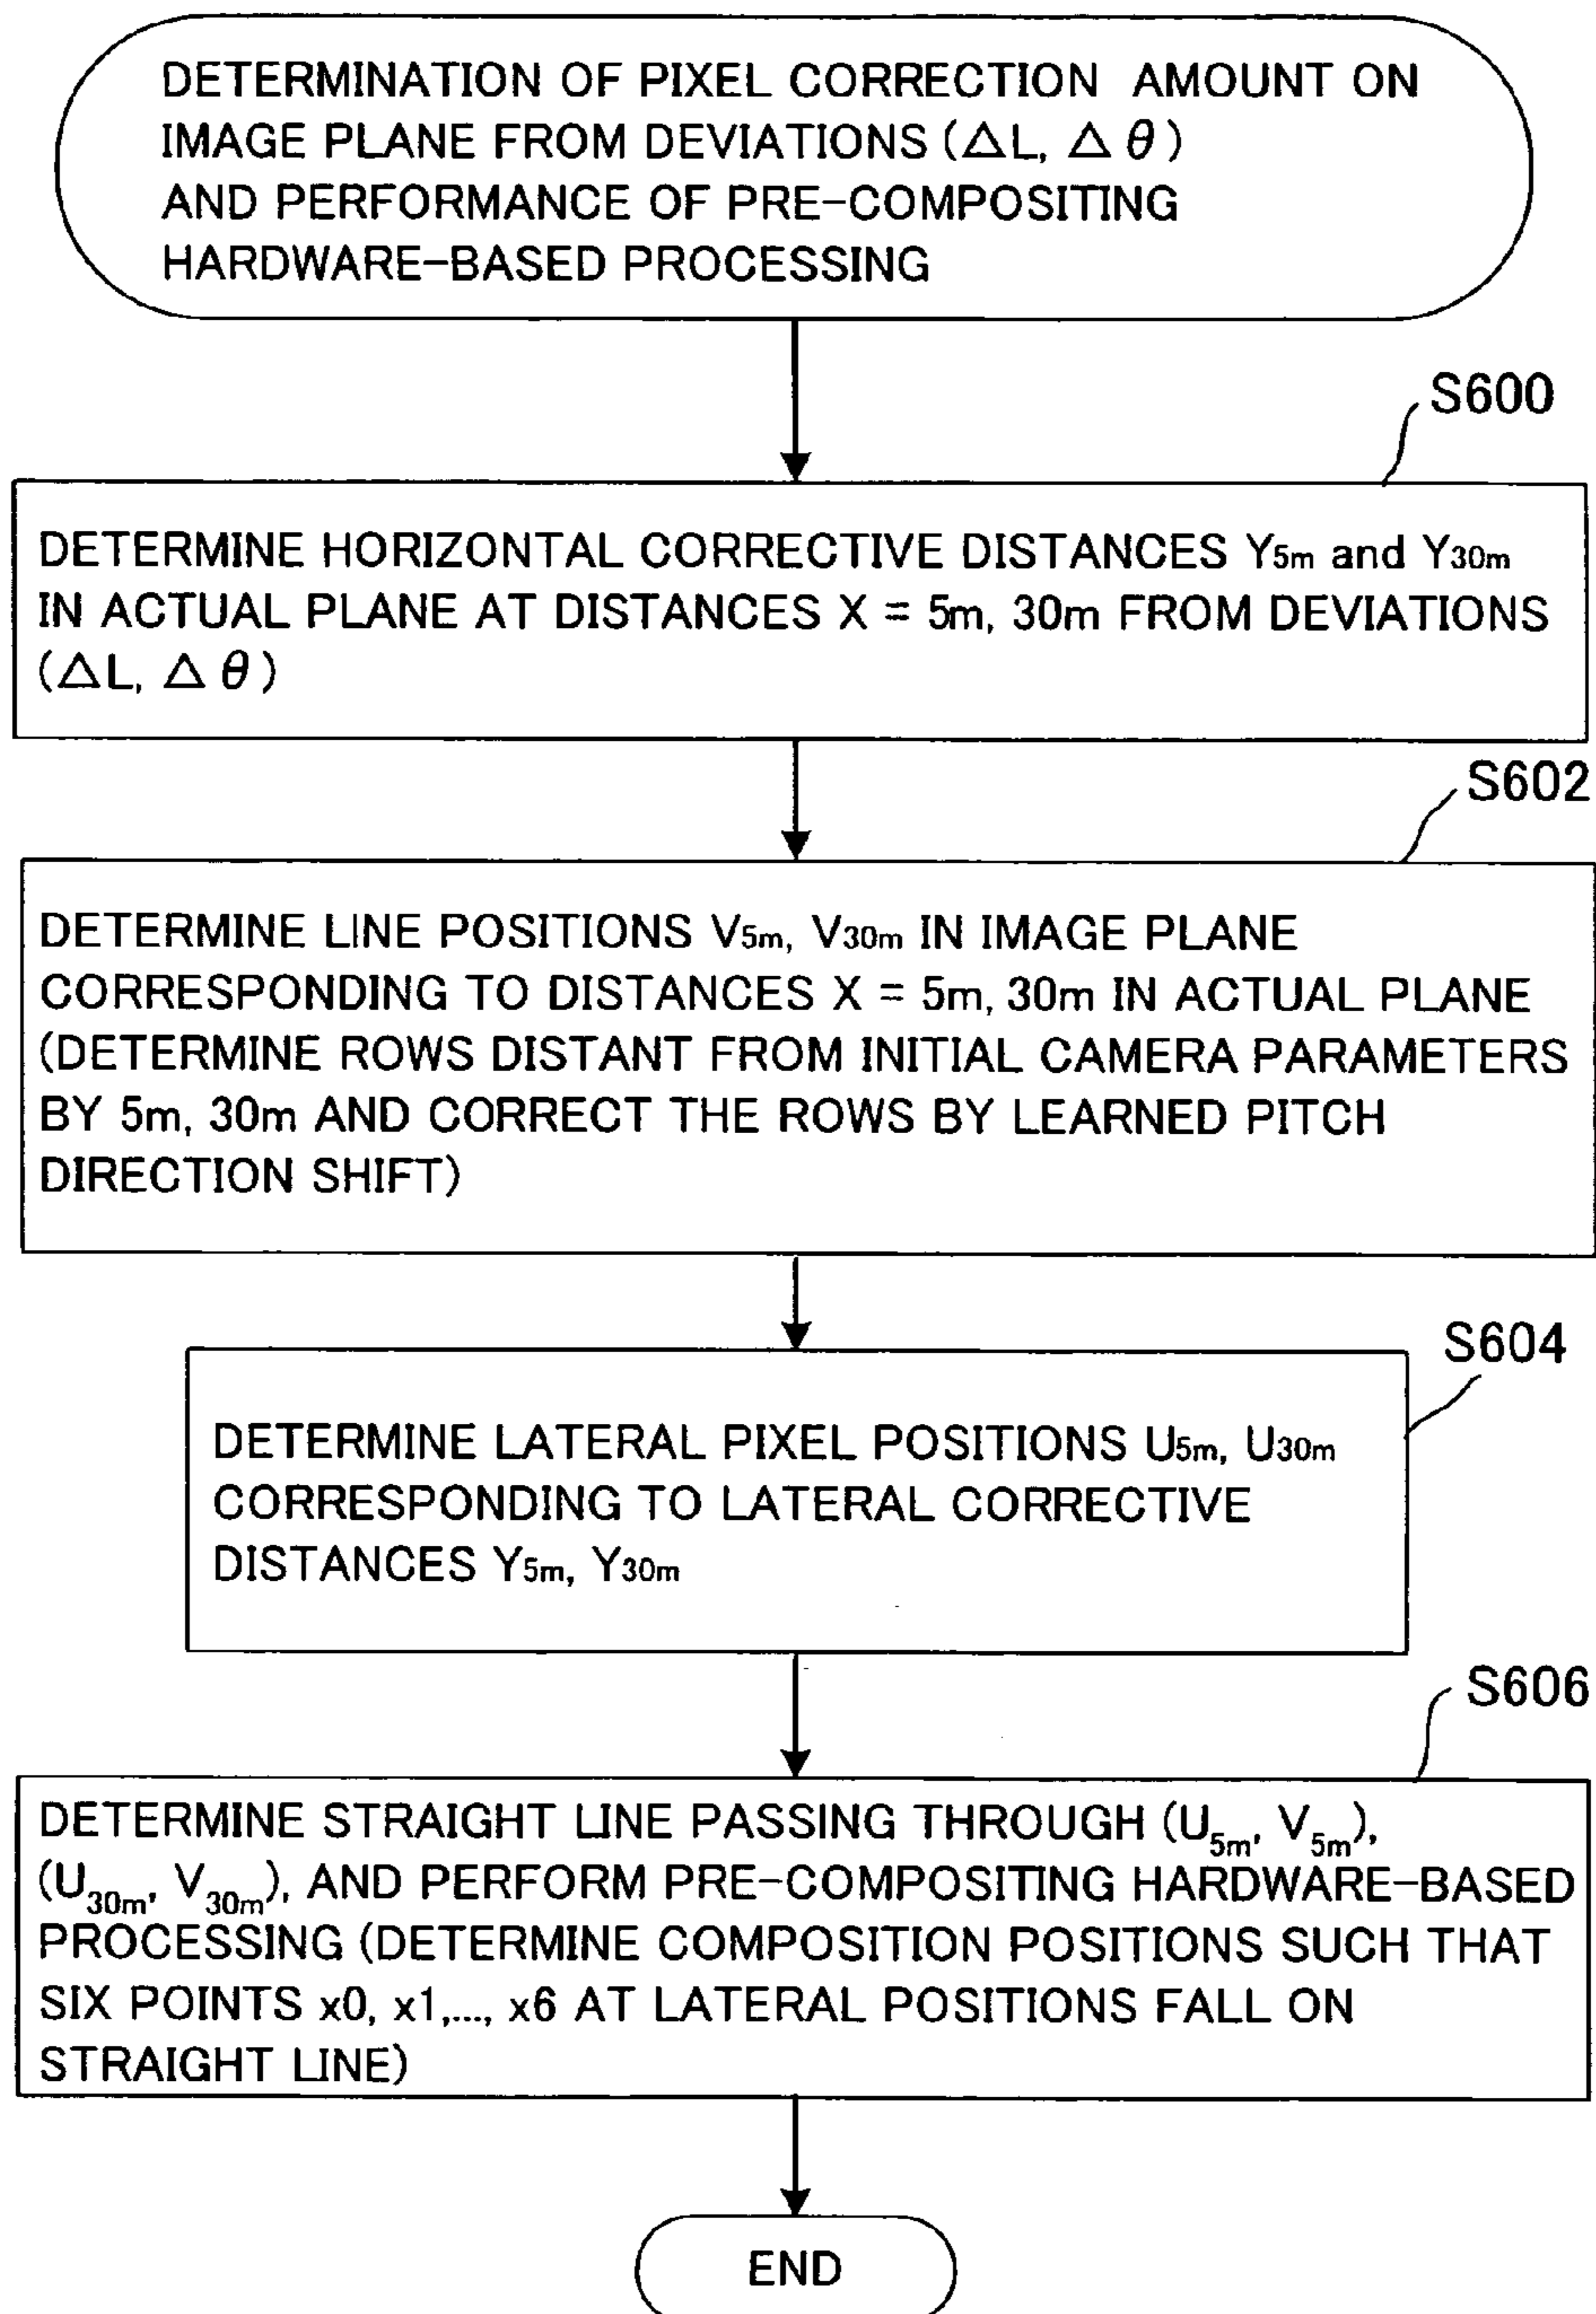 DETERMINATION OF PIXEL CORRECTION AMOUNT ON
IMAGE PLANE FROM DEVIATIONS (△L, △θ)
AND PERFORMANCE OF PRE-COMPOSITING
HARDWARE-BASED PROCESSING
S600
DETERMINE HORIZONTAL CORRECTIVE DISTANCES Y5m and Y30m
IN ACTUAL PLANE AT DISTANCES X = 5m, 30m FROM DEVIATIONS
(△L, △θ)
S602
DETERMINE LINE POSITIONS V5m, V30m IN IMAGE PLANE
CORRESPONDING TO DISTANCES X = 5m, 30m IN ACTUAL PLANE
(DETERMINE ROWS DISTANT FROM INITIAL CAMERA PARAMETERS
BY 5m, 30m AND CORRECT THE ROWS BY LEARNED PITCH
DIRECTION SHIFT)
S604
DETERMINE LATERAL PIXEL POSITIONS U5m, U30m
CORRESPONDING TO LATERAL CORRECTIVE
DISTANCES Y5m, Y30m
S606
DETERMINE STRAIGHT LINE PASSING THROUGH (U5m, V5m),
(U30m, V30m), AND PERFORM PRE-COMPOSITING HARDWARE-BASED
PROCESSING (DETERMINE COMPOSITION POSITIONS SUCH THAT
SIX POINTS x0, x1,..., x6 AT LATERAL POSITIONS FALL ON
STRAIGHT LINE)
END